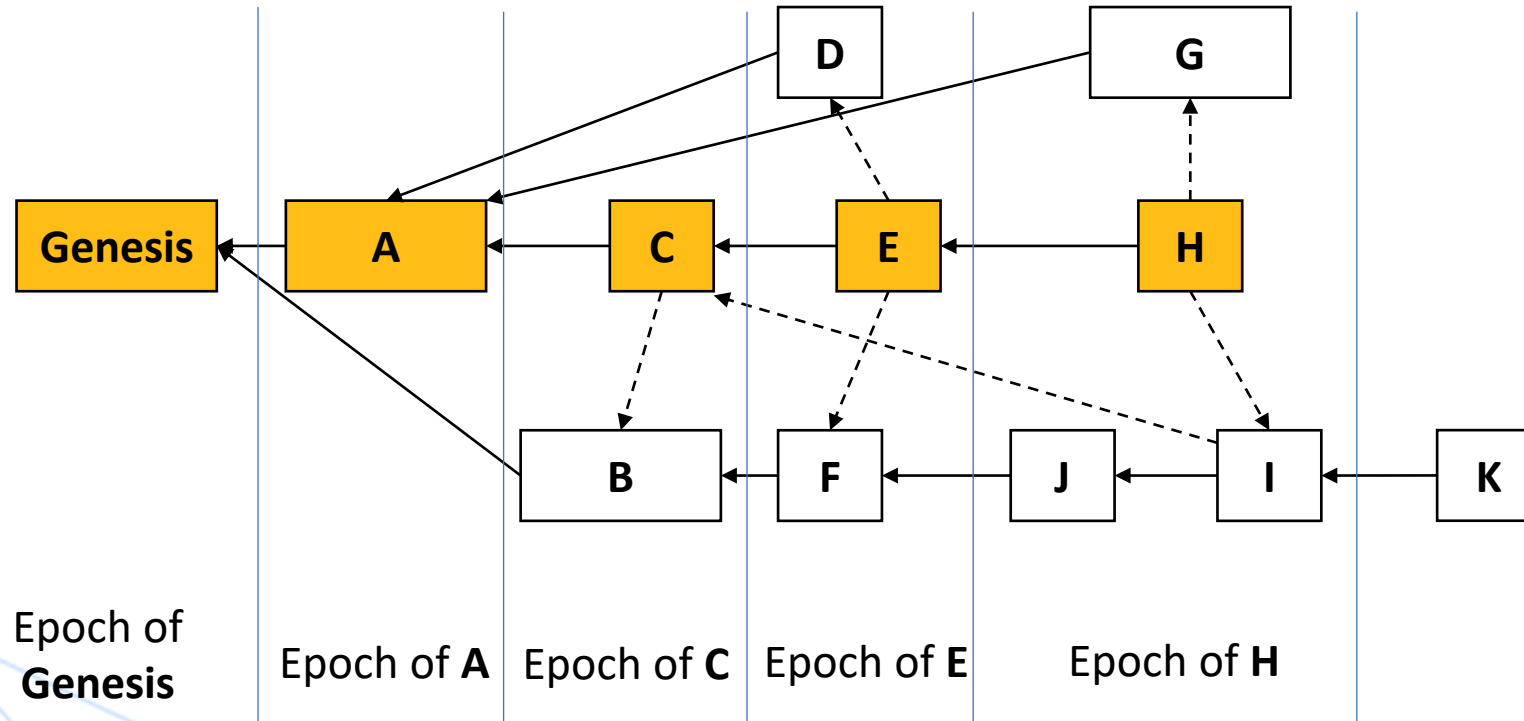 D
G
Genesis
A
C
E
H
B
F
J
I
K
Epoch of
Genesis
Epoch of A
Epoch of C
Epoch of E
Epoch of H